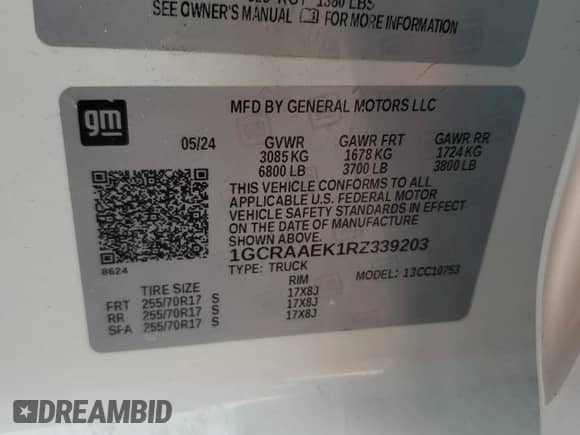 1380 LBS
SEE OWNER'S MANUAL FOR MORE INFORMATION
gm
MFD BY GENERAL MOTORS LLC
05/24 GVWR GAWR FRT GAWR RR
3085 KG 1678 KG 1724 KG
6800 LB 3700 LB 3800 LB
THIS VEHICLE CONFORMS TO ALL
APPLICABLE U.S. FEDERAL MOTOR
VEHICLE SAFETY STANDARDS IN EFFECT
ON THE DATE OF MANUFACTURE
SHOWN ABOVE.
8624
1GCRAAEK1RZ339203
TYPE: TRUCK MODEL: 13CC10753
TIRE SIZE RIM
FRT 255/70R17 S 17X8J
RR 255/70R17 S 17X8J
SPA 255/70R17 S 17X8J
DREAMBID